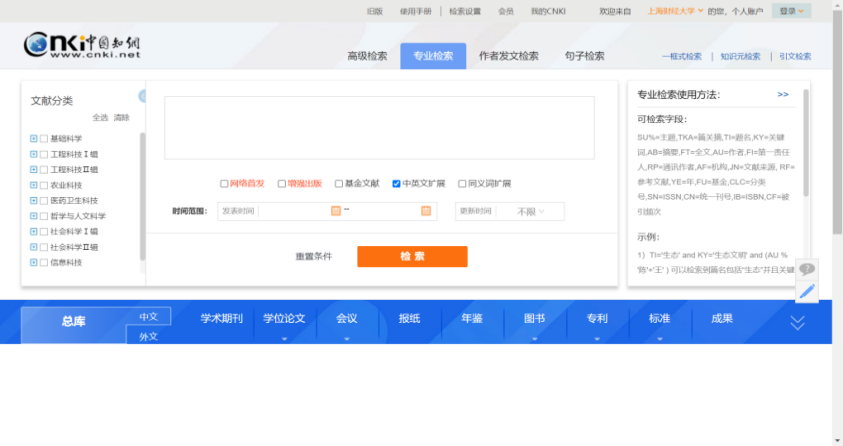 旧版 使用手册 | 检索设置 会员 我的CNKI 欢迎来自 上海财经大学 的您，个人账户 登录
Cnki中国知网
www.cnki.net
高级检索 专业检索 作者发文检索 句子检索 一框式检索 | 知识元检索 | 引文检索
文献分类
全选 清除
基础科学
工程科技Ⅰ辑
工程科技Ⅱ辑
农业科技
医药卫生科技
哲学与人文科学
社会科学Ⅰ辑
社会科学Ⅱ辑
信息科技
网络首发 增强出版 基金文献 中英文扩展 同义词扩展
时间范围： 发表时间 -- 更新时间 不限
重置条件 检索
专业检索使用方法： >>
可检索字段：
SU%=主题,TKA=篇关摘,TI=题名,KY=关键
词,AB=摘要,FT=全文,AU=作者,FI=第一责任
人,RP=通讯作者,AF=机构,JN=文献来源, RF=
参考文献,YE=年,FU=基金,CLC=分类
号,SN=ISSN,CN=统一刊号,IB=ISBN,CF=被
引频次
示例：
1）TI='生态' and KY='生态文明' and (AU %
'陈'+'王' ) 可以检索到篇名包括“生态”并且关键
总库 中文 学术期刊 学位论文 会议 报纸 年鉴 图书 专利 标准 成果
外文